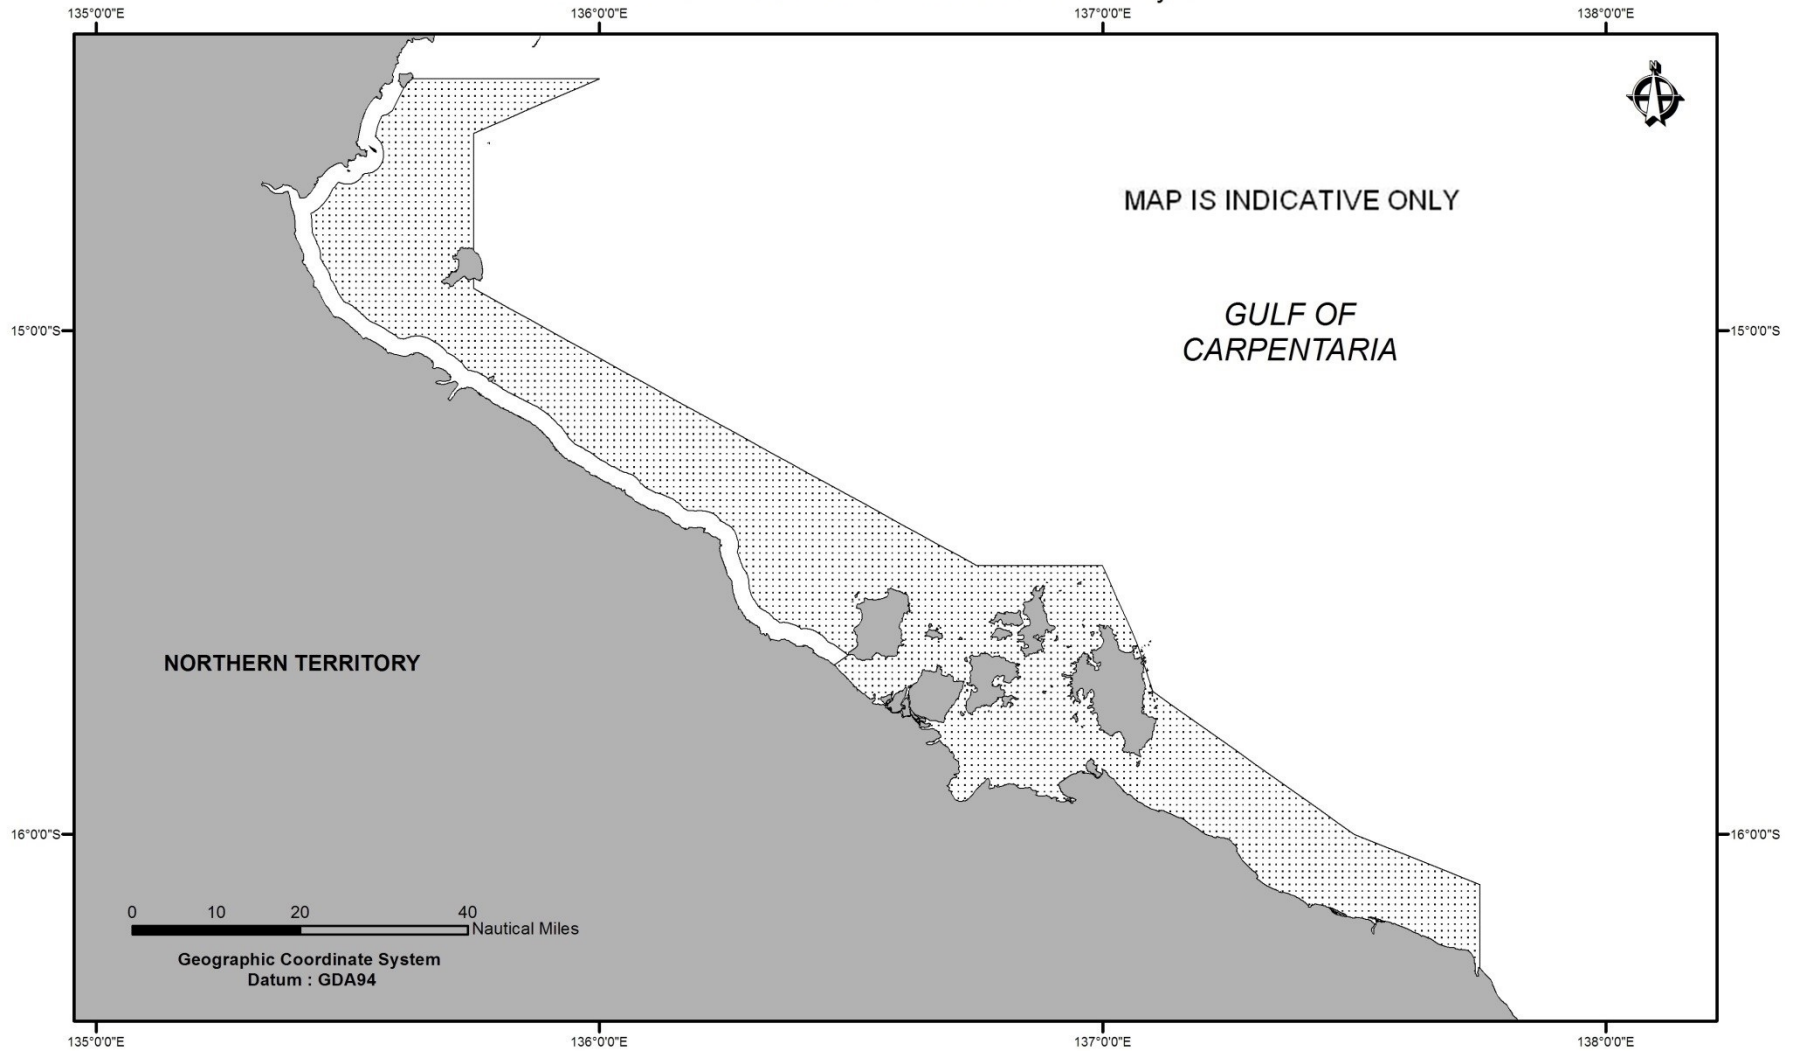 135°0'0"E 136°0'0"E 137°0'0"E 138°0'0"E
N
MAP IS INDICATIVE ONLY
GULF OF
CARPENTARIA
15°0'0"S 15°0'0"S
NORTHERN TERRITORY
16°0'0"S 16°0'0"S
0 10 20 40
Nautical Miles
Geographic Coordinate System
Datum : GDA94
135°0'0"E 136°0'0"E 137°0'0"E 138°0'0"E